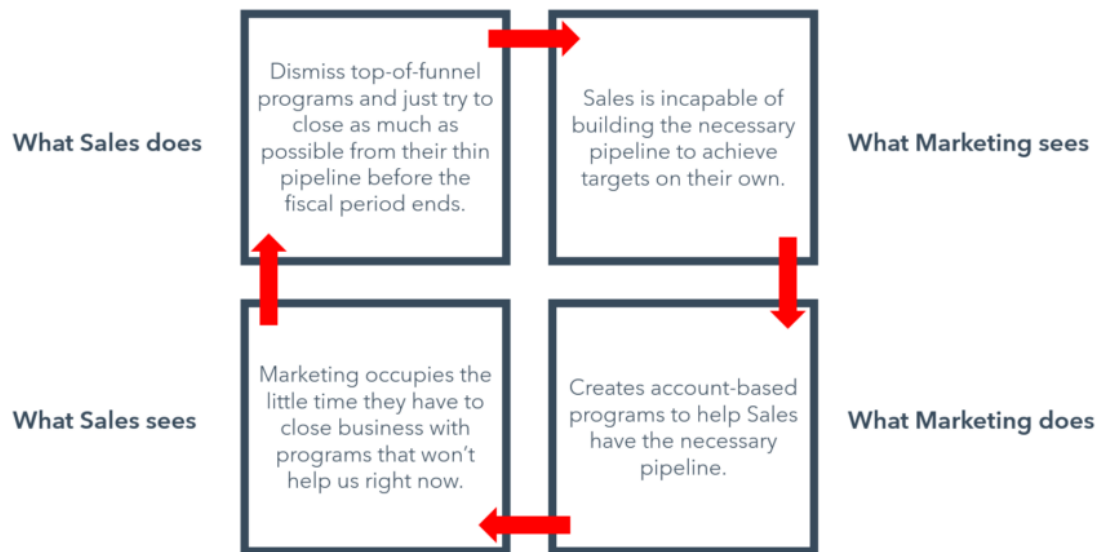 What Sales does
Dismiss top-of-funnel
programs and just try to
close as much as
possible from their thin
pipeline before the
fiscal period ends.
Sales is incapable of
building the necessary
pipeline to achieve
targets on their own.
What Marketing sees
What Sales sees
Marketing occupies the
little time they have to
close business with
programs that won’t
help us right now.
Creates account-based
programs to help Sales
have the necessary
pipeline.
What Marketing does